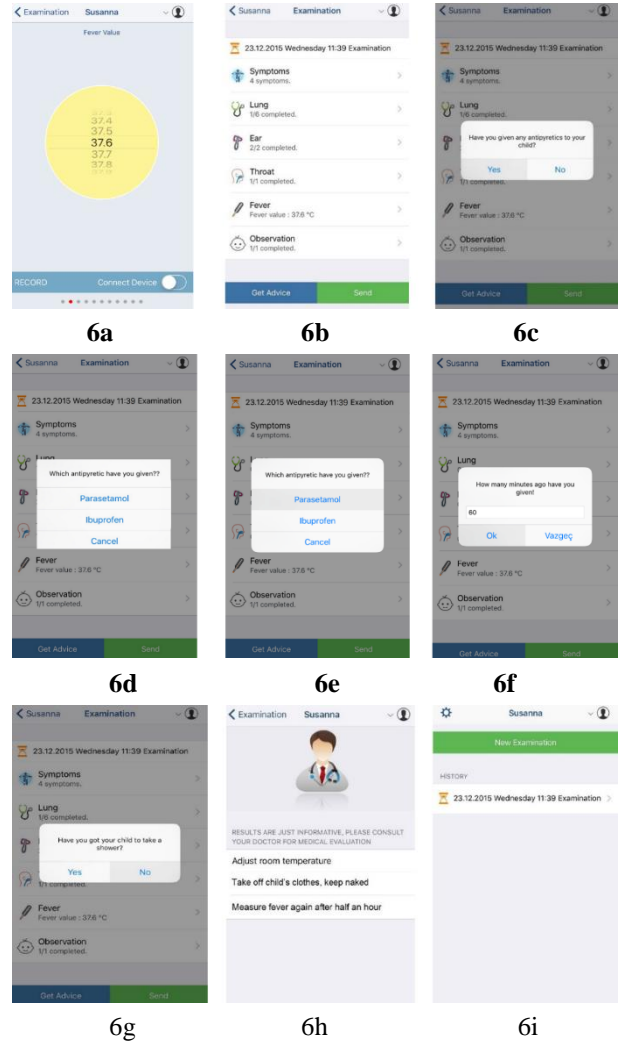 Examination Susanna
Fever Value
37.4
37.5
37.6
37.7
37.8
RECORD Connect Device
6a
Susanna Examination
23.12.2015 Wednesday 11:39 Examination
Symptoms
4 symptoms.
Lung
1/6 completed.
Ear
2/2 completed.
Throat
1/1 completed.
Fever
Fever value : 37.6 °C
Observation
1/1 completed.
Get Advice Send
6b
Susanna Examination
23.12.2015 Wednesday 11:39 Examination
Symptoms
4 symptoms.
Lung
1/6 completed.
Have you given any antipyretics to your
child?
Yes No
1/1 completed.
Fever
Fever value : 37.6 °C
Observation
1/1 completed.
Get Advice Send
6c
Susanna Examination
23.12.2015 Wednesday 11:39 Examination
Symptoms
4 symptoms.
Lung
Which antipyretic have you given??
Parasetamol
Ibuprofen
Cancel
Fever
Fever value : 37.6 °C
Observation
1/1 completed.
Get Advice Send
6d
Susanna Examination
23.12.2015 Wednesday 11:39 Examination
Symptoms
4 symptoms.
Which antipyretic have you given??
Parasetamol
Ibuprofen
Cancel
Fever
Fever value : 37.6 °C
Observation
1/1 completed.
Get Advice Send
6e
Susanna Examination
23.12.2015 Wednesday 11:39 Examination
Symptoms
4 symptoms.
Lung
How many minutes ago have you
given!
60
Ok Vazgeç
Fever
Fever value : 37.6 °C
Observation
1/1 completed.
Get Advice Send
6f
Susanna Examination
23.12.2015 Wednesday 11:39 Examination
Symptoms
4 symptoms.
Lung
1/6 completed.
Have you got your child to take a
shower?
Yes No
1/1 completed.
Fever
Fever value : 37.6 °C
Observation
1/1 completed.
Get Advice Send
6g
Examination Susanna
RESULTS ARE JUST INFORMATIVE, PLEASE CONSULT
YOUR DOCTOR FOR MEDICAL EVALUATION
Adjust room temperature
Take off child's clothes, keep naked
Measure fever again after half an hour
6h
Susanna
New Examination
HISTORY
23.12.2015 Wednesday 11:39 Examination
6i